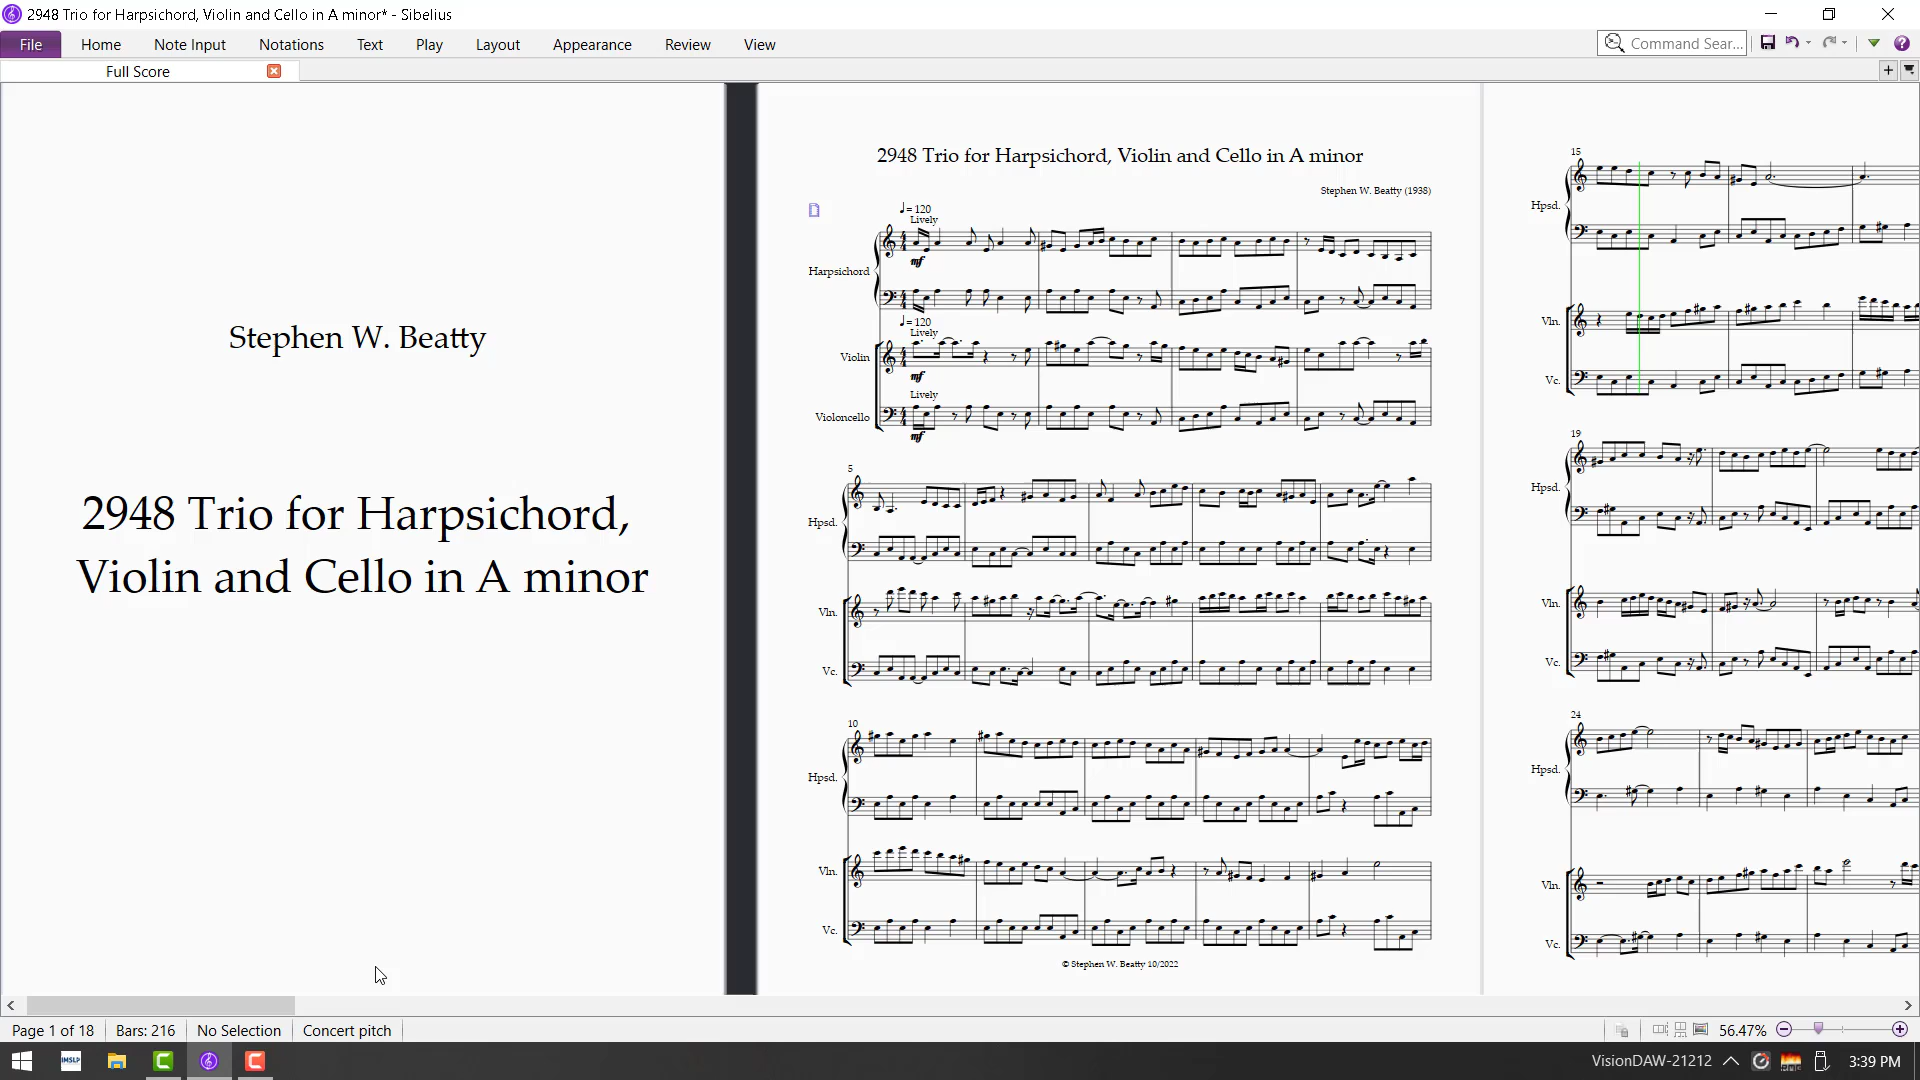 2948 Trio for Harpsichord, Violin and Cello in A minor* - Sibelius
File Home Note Input Notations Text Play Layout Appearance Review View Command Sear...
Full Score
Stephen W. Beatty
2948 Trio for Harpsichord,
Violin and Cello in A minor
2948 Trio for Harpsichord, Violin and Cello in A minor
Stephen W. Beatty (1938)
♩= 120
Lively
mf
Harpsichord
♩= 120
Lively
Violin
mf
Lively
Violoncello
mf
5
Hpsd.
Vln.
Vc.
10
Hpsd.
Vln.
Vc.
© Stephen W. Beatty 10/2022
15
Hpsd.
Vln.
Vc.
19
Hpsd.
Vln.
Vc.
24
Hpsd.
Vln.
Vc.
Page 1 of 18 Bars: 216 No Selection Concert pitch 56.47%
IMSLP VisionDAW-21212 3:39 PM